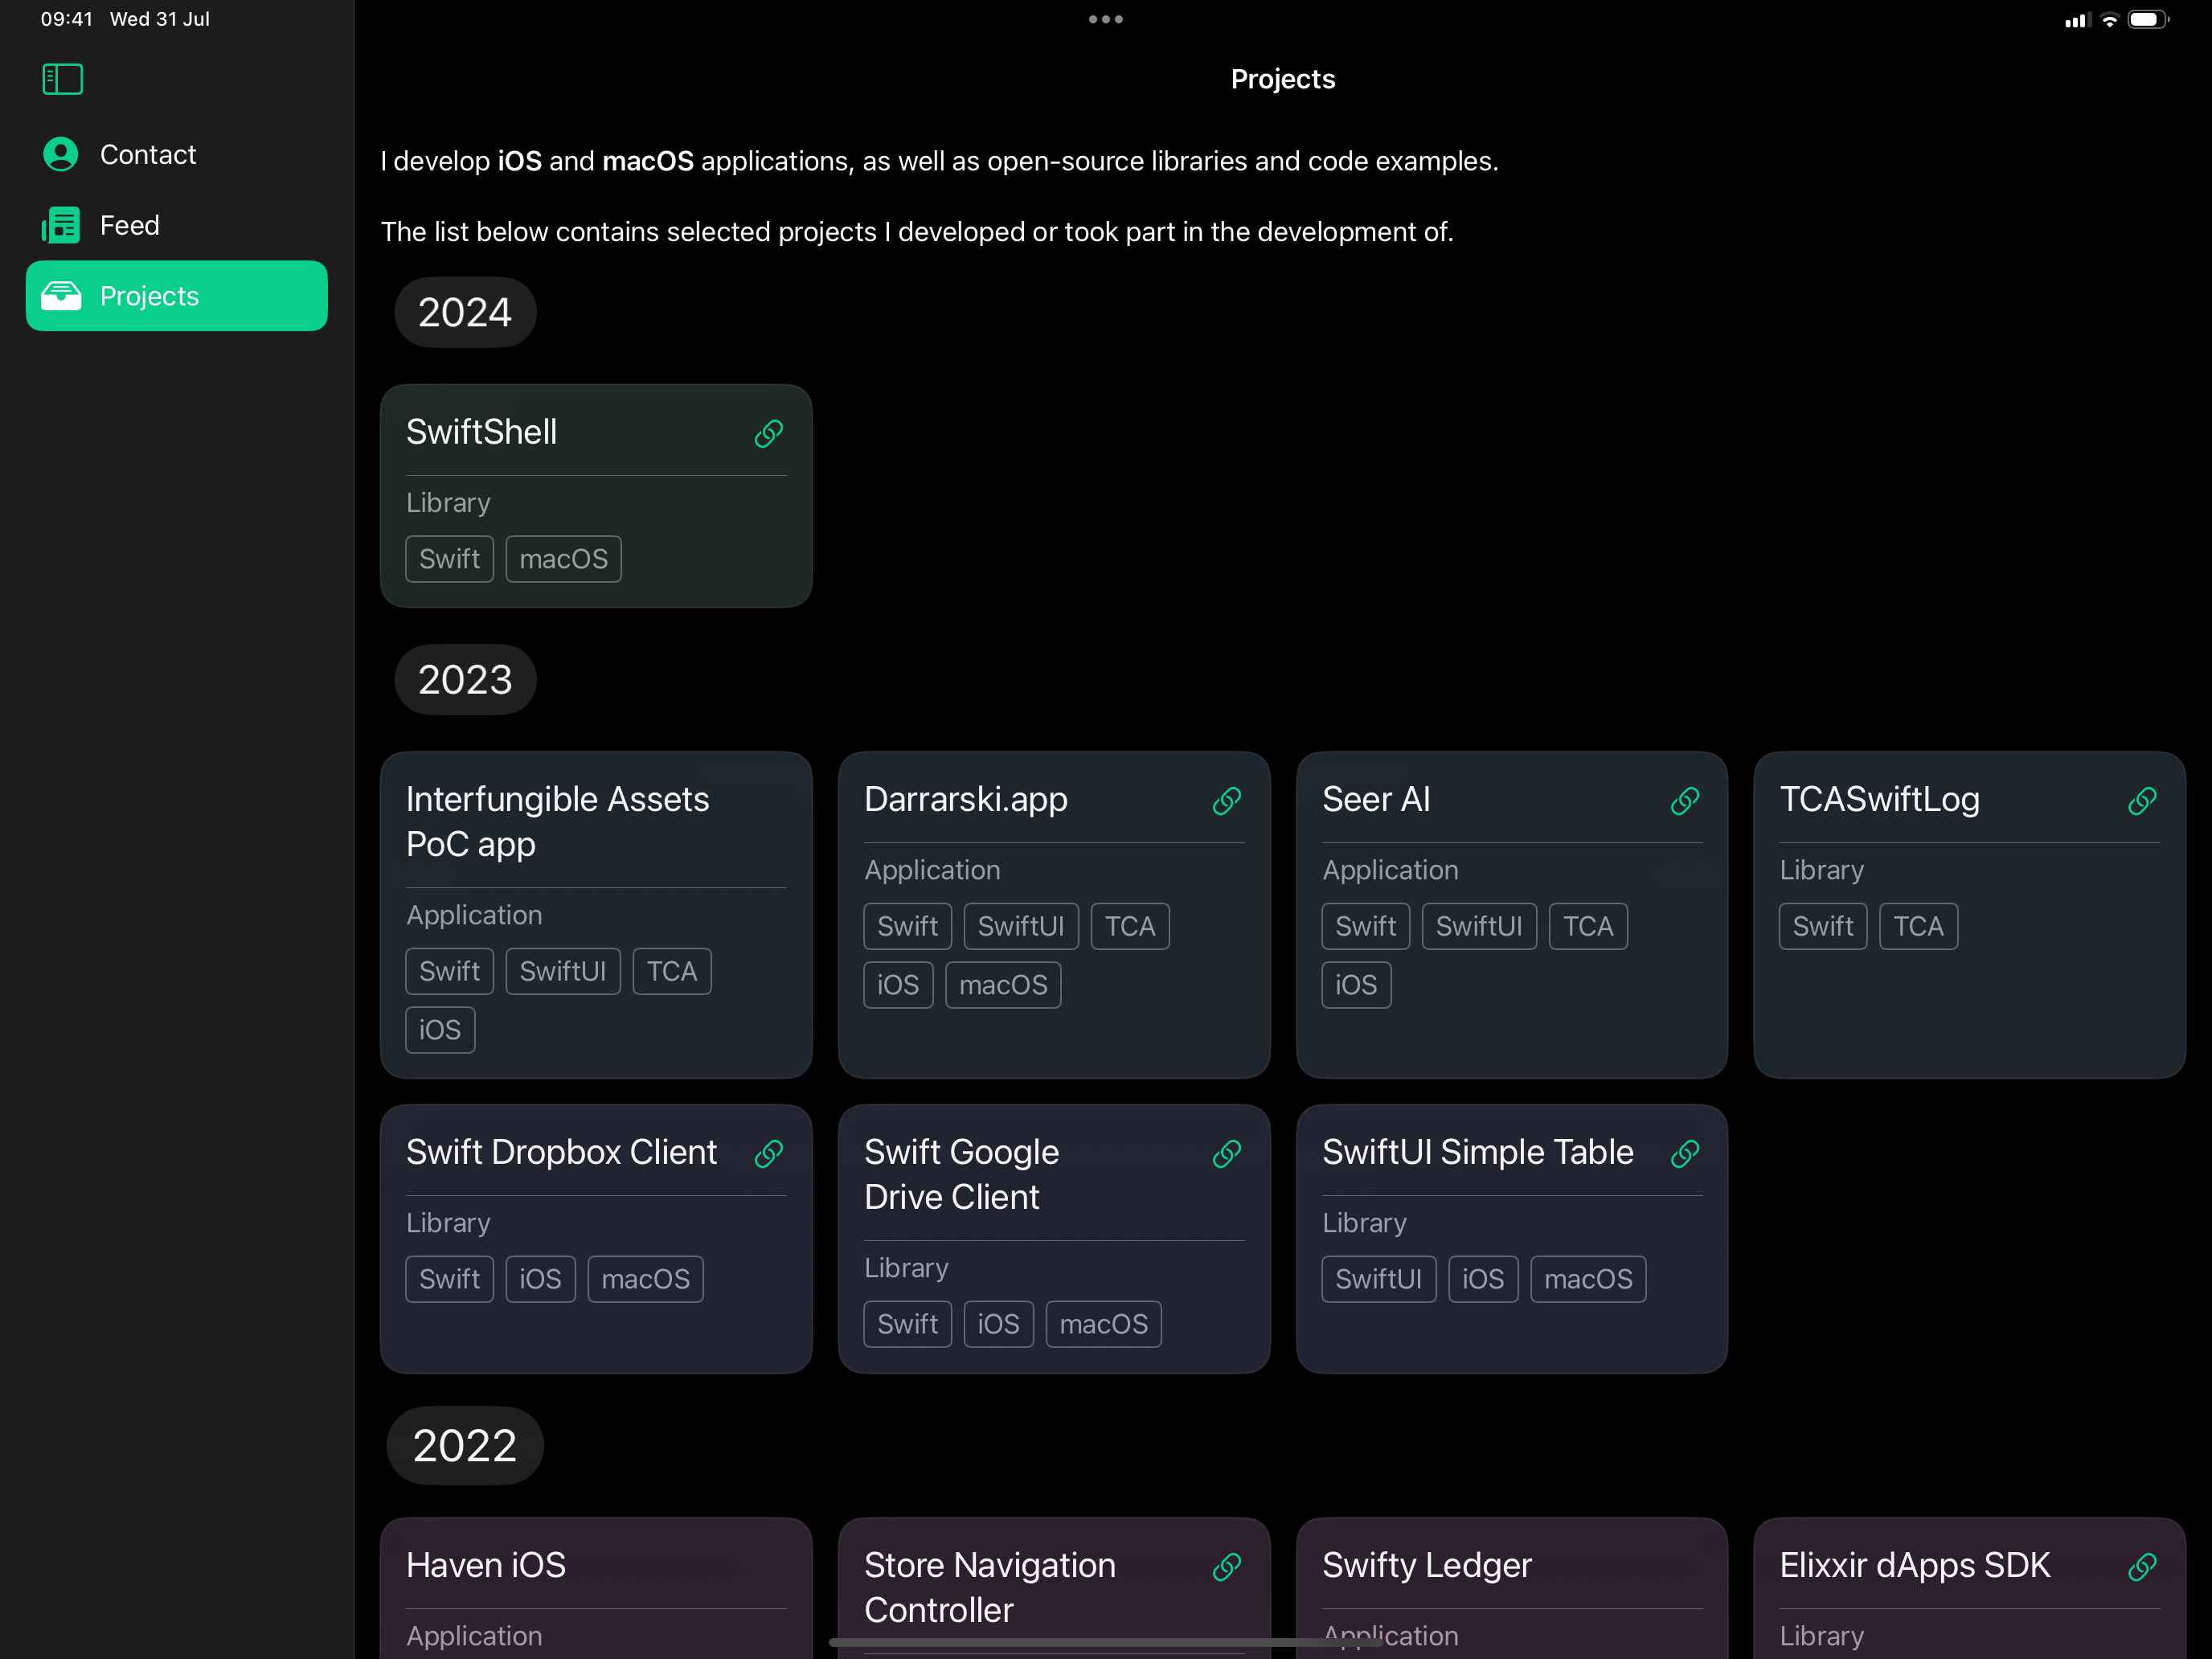 09:41 Wed 31 Jul
Contact
Feed
Projects
Projects
I develop iOS and macOS applications, as well as open-source libraries and code examples.
The list below contains selected projects I developed or took part in the development of.
2024
SwiftShell
Library
Swift macOS
2023
Interfungible Assets
PoC app
Application
Swift SwiftUI TCA
iOS
Darrarski.app
Application
Swift SwiftUI TCA
iOS macOS
Seer AI
Application
Swift SwiftUI TCA
iOS
TCASwiftLog
Library
Swift TCA
Swift Dropbox Client
Library
Swift iOS macOS
Swift Google
Drive Client
Library
Swift iOS macOS
SwiftUI Simple Table
Library
SwiftUI iOS macOS
2022
Haven iOS
Application
Store Navigation
Controller
Swifty Ledger
Application
Elixxir dApps SDK
Library